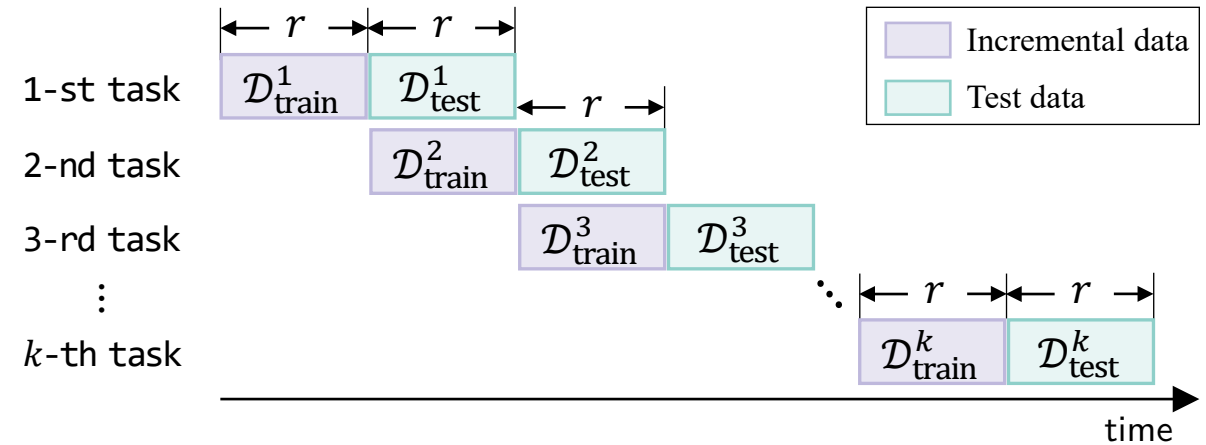 r r
Incremental data
Test data
1-st task 𝒟¹train 𝒟¹test
r
2-nd task 𝒟²train 𝒟²test
3-rd task 𝒟³train 𝒟³test
⋮ ⋱ r r
k-th task 𝒟ᵏtrain 𝒟ᵏtest
time